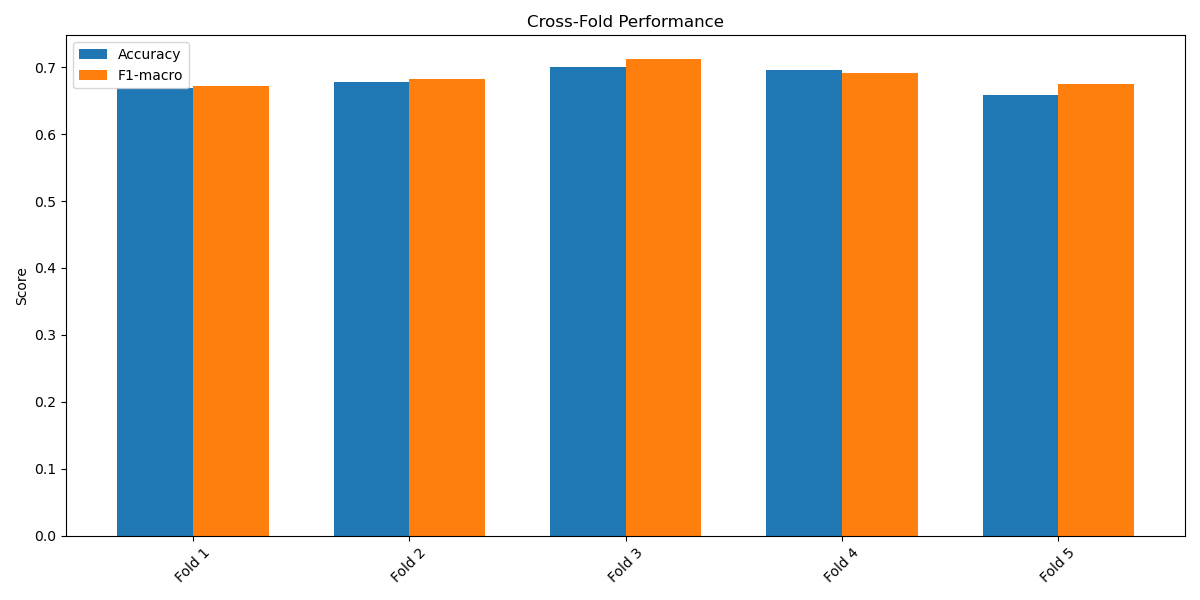 Cross-Fold Performance
Accuracy
F1-macro
0.7
0.6
0.5
0.4
0.3
0.2
0.1
0.0
Score
Fold 1
Fold 2
Fold 3
Fold 4
Fold 5